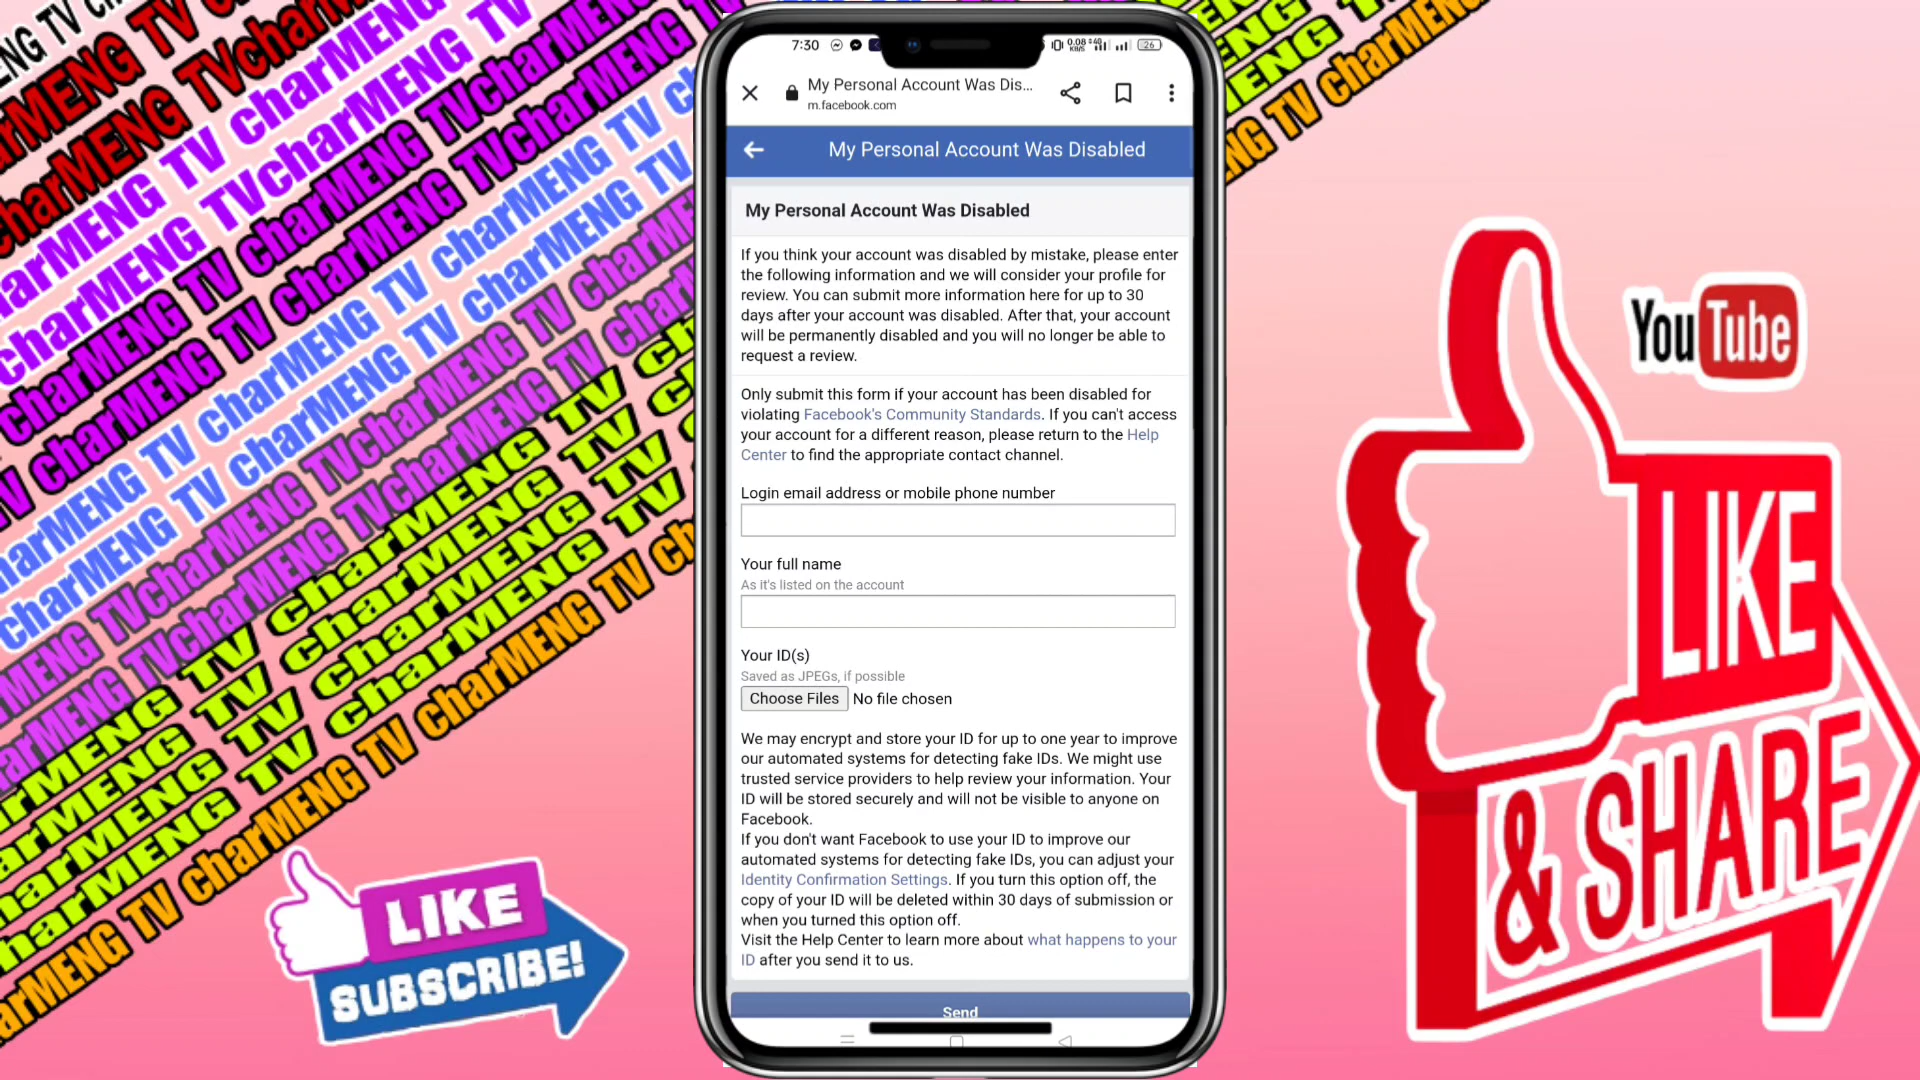 charMENG TV
7:30
0.08
KB/S
4G
26
My Personal Account Was Dis...
m.facebook.com
My Personal Account Was Disabled
My Personal Account Was Disabled
If you think your account was disabled by mistake, please enter
the following information and we will consider your profile for
review. You can submit more information here for up to 30
days after your account was disabled. After that, your account
will be permanently disabled and you will no longer be able to
request a review.
Only submit this form if your account has been disabled for
violating Facebook's Community Standards. If you can't access
your account for a different reason, please return to the Help
Center to find the appropriate contact channel.
Login email address or mobile phone number
Your full name
As it's listed on the account
Your ID(s)
Saved as JPEGs, if possible
Choose Files No file chosen
We may encrypt and store your ID for up to one year to improve
our automated systems for detecting fake IDs. We might use
trusted service providers to help review your information. Your
ID will be stored securely and will not be visible to anyone on
Facebook.
If you don't want Facebook to use your ID to improve our
automated systems for detecting fake IDs, you can adjust your
Identity Confirmation Settings. If you turn this option off, the
copy of your ID will be deleted within 30 days of submission or
when you turned this option off.
Visit the Help Center to learn more about what happens to your
ID after you send it to us.
Send
LIKE
SUBSCRIBE!
YouTube
LIKE
& SHARE